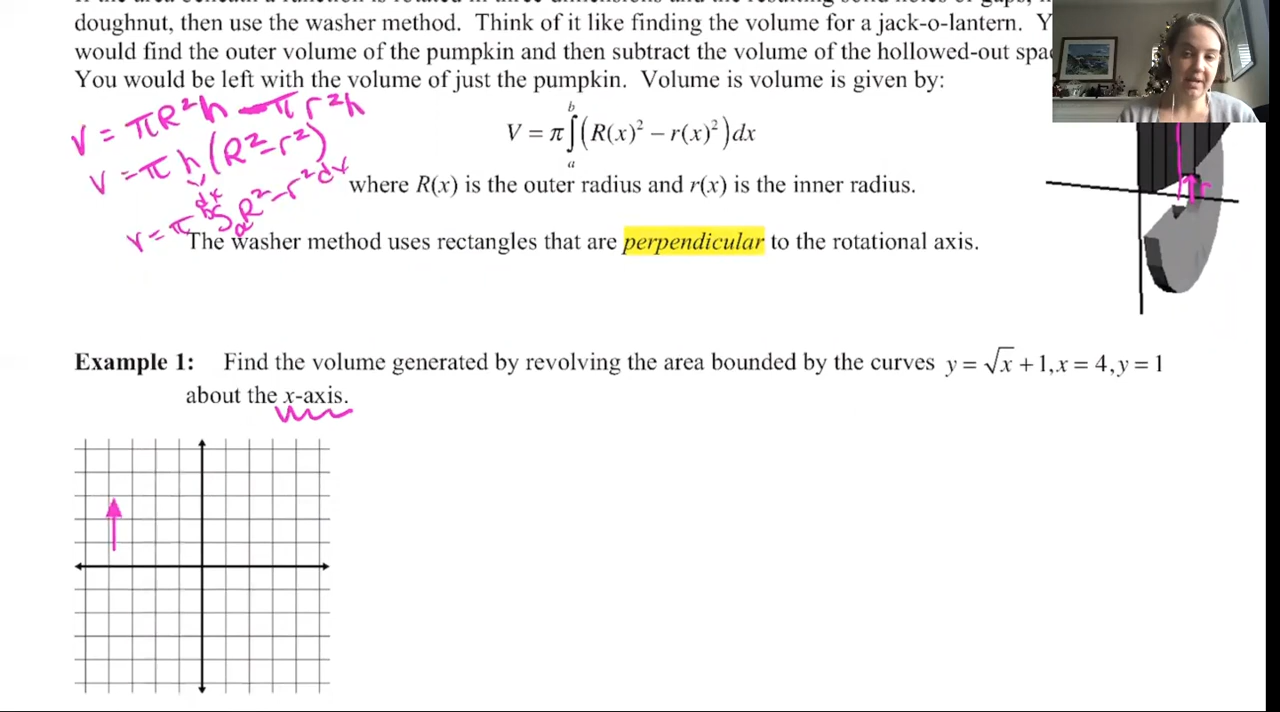 doughnut, then use the washer method. Think of it like finding the volume for a jack-o-lantern. Y
would find the outer volume of the pumpkin and then subtract the volume of the hollowed-out spa
You would be left with the volume of just the pumpkin. Volume is volume is given by:
V = πR²h - πr²h
V = πh(R²-r²)
dx
V = π ∫ₐᵇ R²-r² dx
V = π∫ₐᵇ(R(x)² − r(x)²)dx
where R(x) is the outer radius and r(x) is the inner radius.
r
The washer method uses rectangles that are perpendicular to the rotational axis.
Example 1: Find the volume generated by revolving the area bounded by the curves y = √x + 1, x = 4, y = 1
about the x-axis.